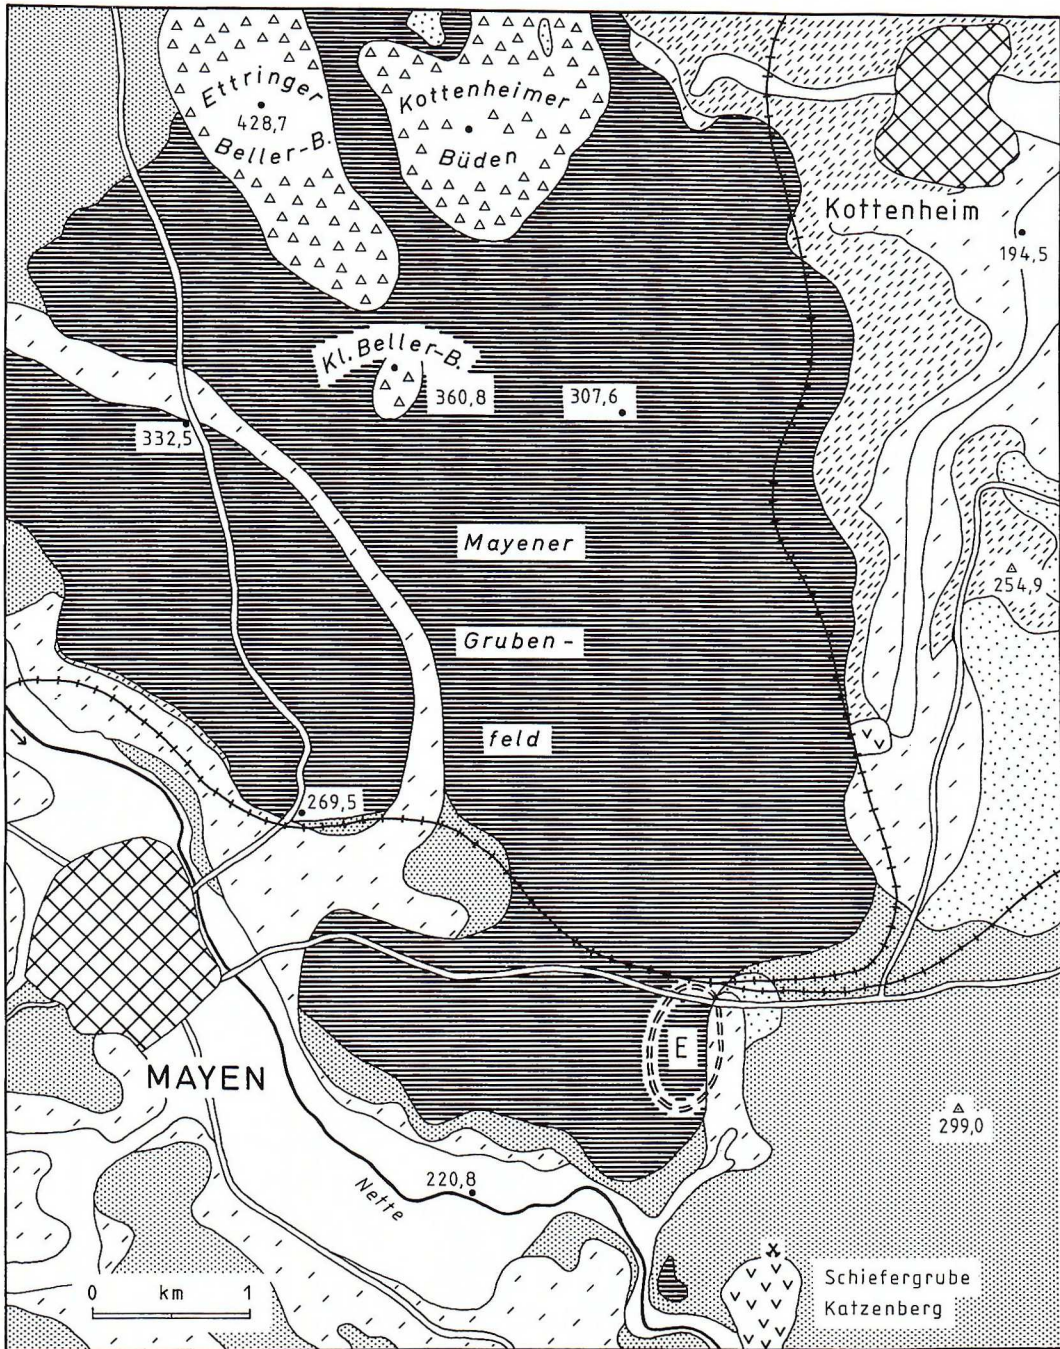 Ettringer
428,7
Beller-B.
Kottenheimer
Büden
Kottenheim
194,5
Kl. Beller-B.
360,8
307,6
332,5
Mayener
254,9
Gruben-
feld
269,5
E
MAYEN
299,0
220,8
Nette
0 km 1
x
Schiefergrube
Katzenberg